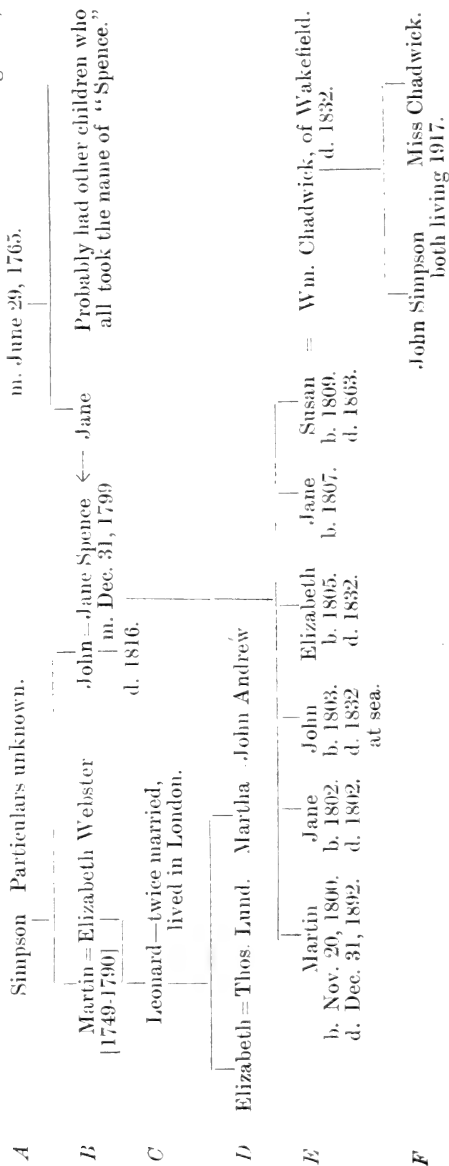 m. June 29, 1765.
A Simpson Particulars unknown.
B Martin = Elizabeth Webster John=Jane Spence ← Jane Probably had other children who
[1749-1790] m. Dec. 31, 1799 all took the name of "Spence."
d. 1816.
C Leonard—twice married,
lived in London.
D Elizabeth = Thos. Lund. Martha John Andrew
E Martin Jane John Elizabeth Jane Susan = Wm. Chadwick, of Wakefield.
b. Nov. 20, 1800. b. 1802. b. 1803. b. 1805. b. 1807. b. 1809. d. 1832.
d. Dec. 31, 1892. d. 1802. d. 1832 d. 1832. d. 1863.
at sea.
F John Simpson Miss Chadwick.
both living 1917.